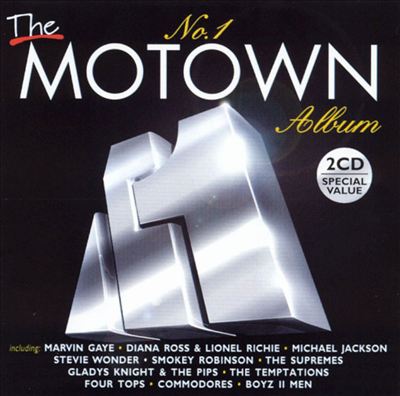 The
No.1
MOTOWN
Album
2CD
SPECIAL
VALUE
.1
including: MARVIN GAYE • DIANA ROSS & LIONEL RICHIE • MICHAEL JACKSON
STEVIE WONDER • SMOKEY ROBINSON • THE SUPREMES
GLADYS KNIGHT & THE PIPS • THE TEMPTATIONS
FOUR TOPS • COMMODORES • BOYZ II MEN